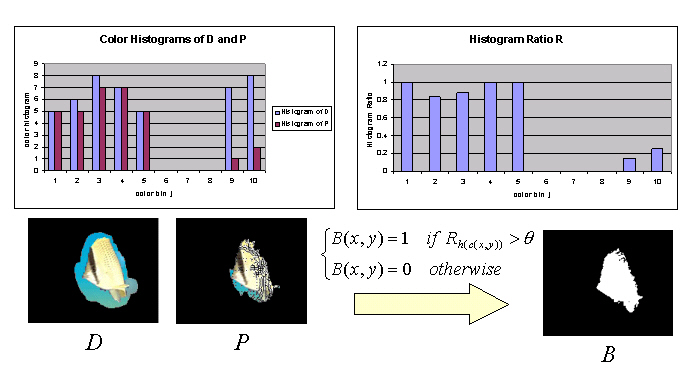 Color Histograms of D and P
color histogram
9
8
7
6
5
4
3
2
1
0
1 2 3 4 5 6 7 8 9 10
color bin j
Histogram of D
Histogram of P
Histogram Ratio R
Histogram Ratio
1.2
1
0.8
0.6
0.4
0.2
0
1 2 3 4 5 6 7 8 9 10
color bin j
B(x, y) = 1 if R_{h(c(x,y))} > θ
B(x, y) = 0 otherwise
D
P
B